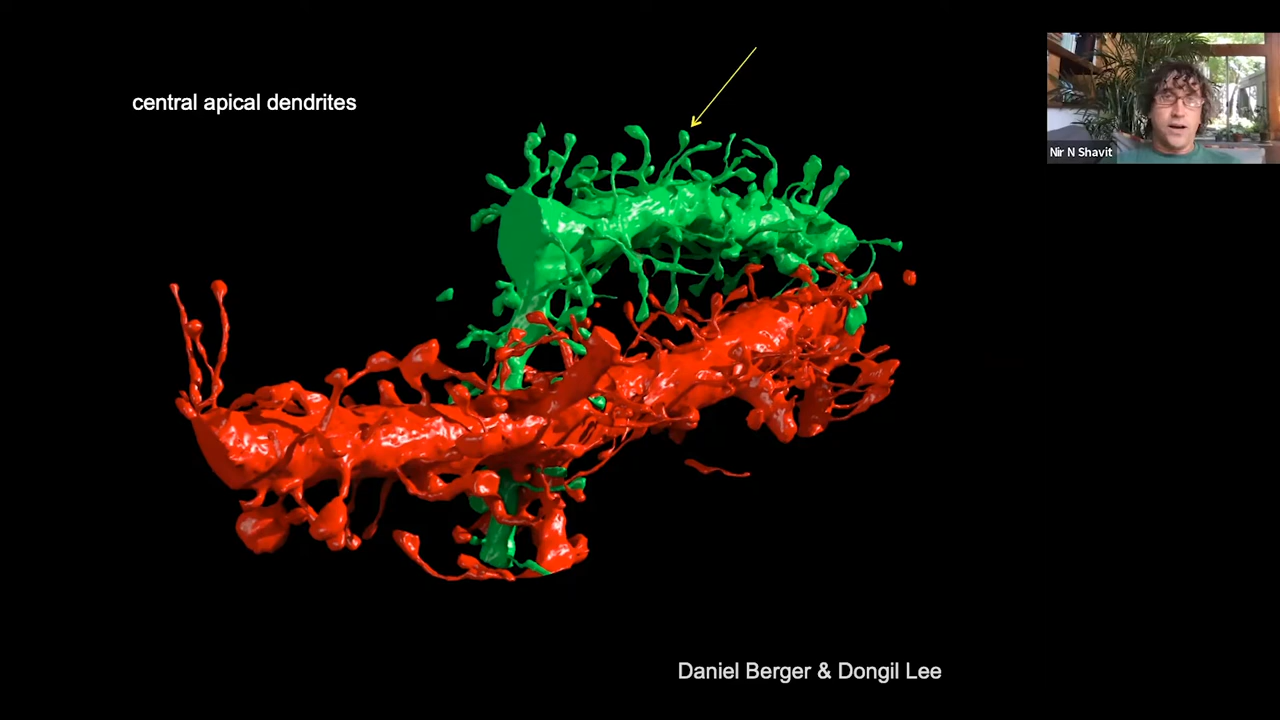 central apical dendrites
Nir N Shavit
Daniel Berger & Dongil Lee